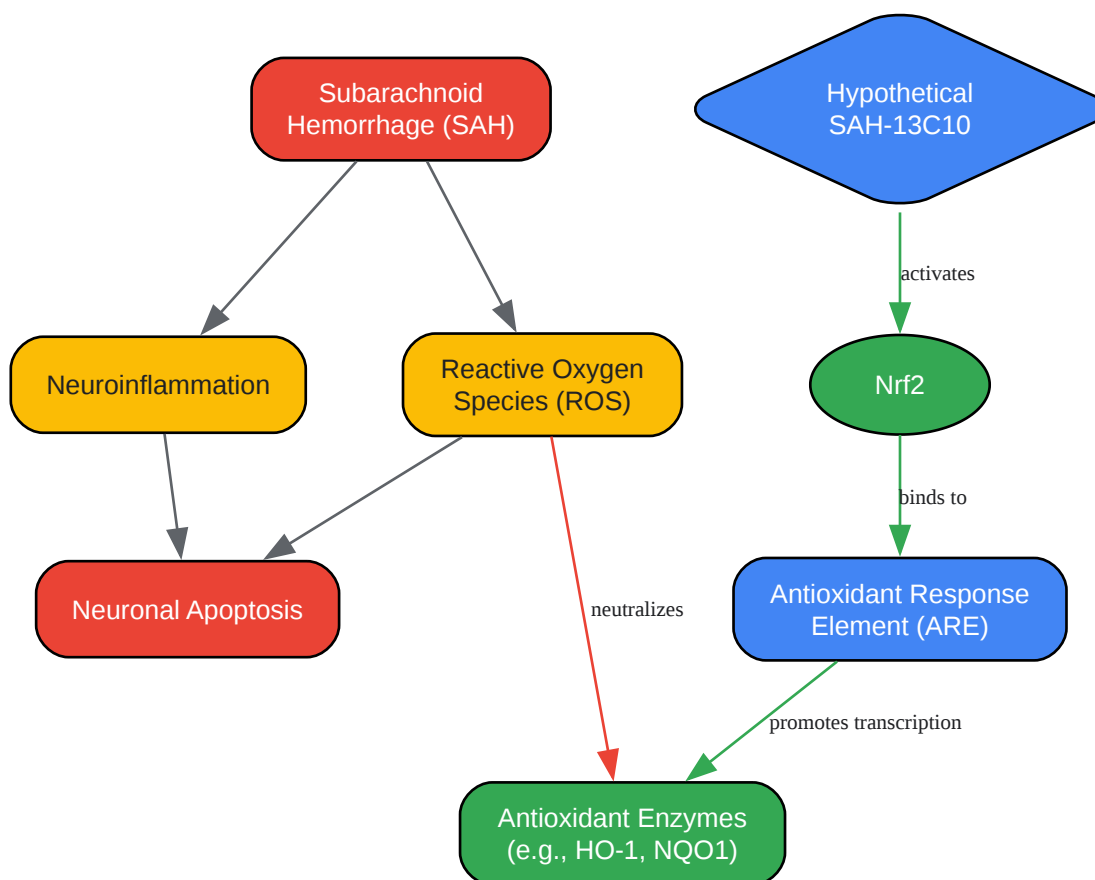 Subarachnoid
Hemorrhage (SAH)
Hypothetical
SAH-13C10
activates
Neuroinflammation
Reactive Oxygen
Species (ROS)
Nrf2
binds to
Neuronal Apoptosis
neutralizes
Antioxidant Response
Element (ARE)
promotes transcription
Antioxidant Enzymes
(e.g., HO-1, NQO1)